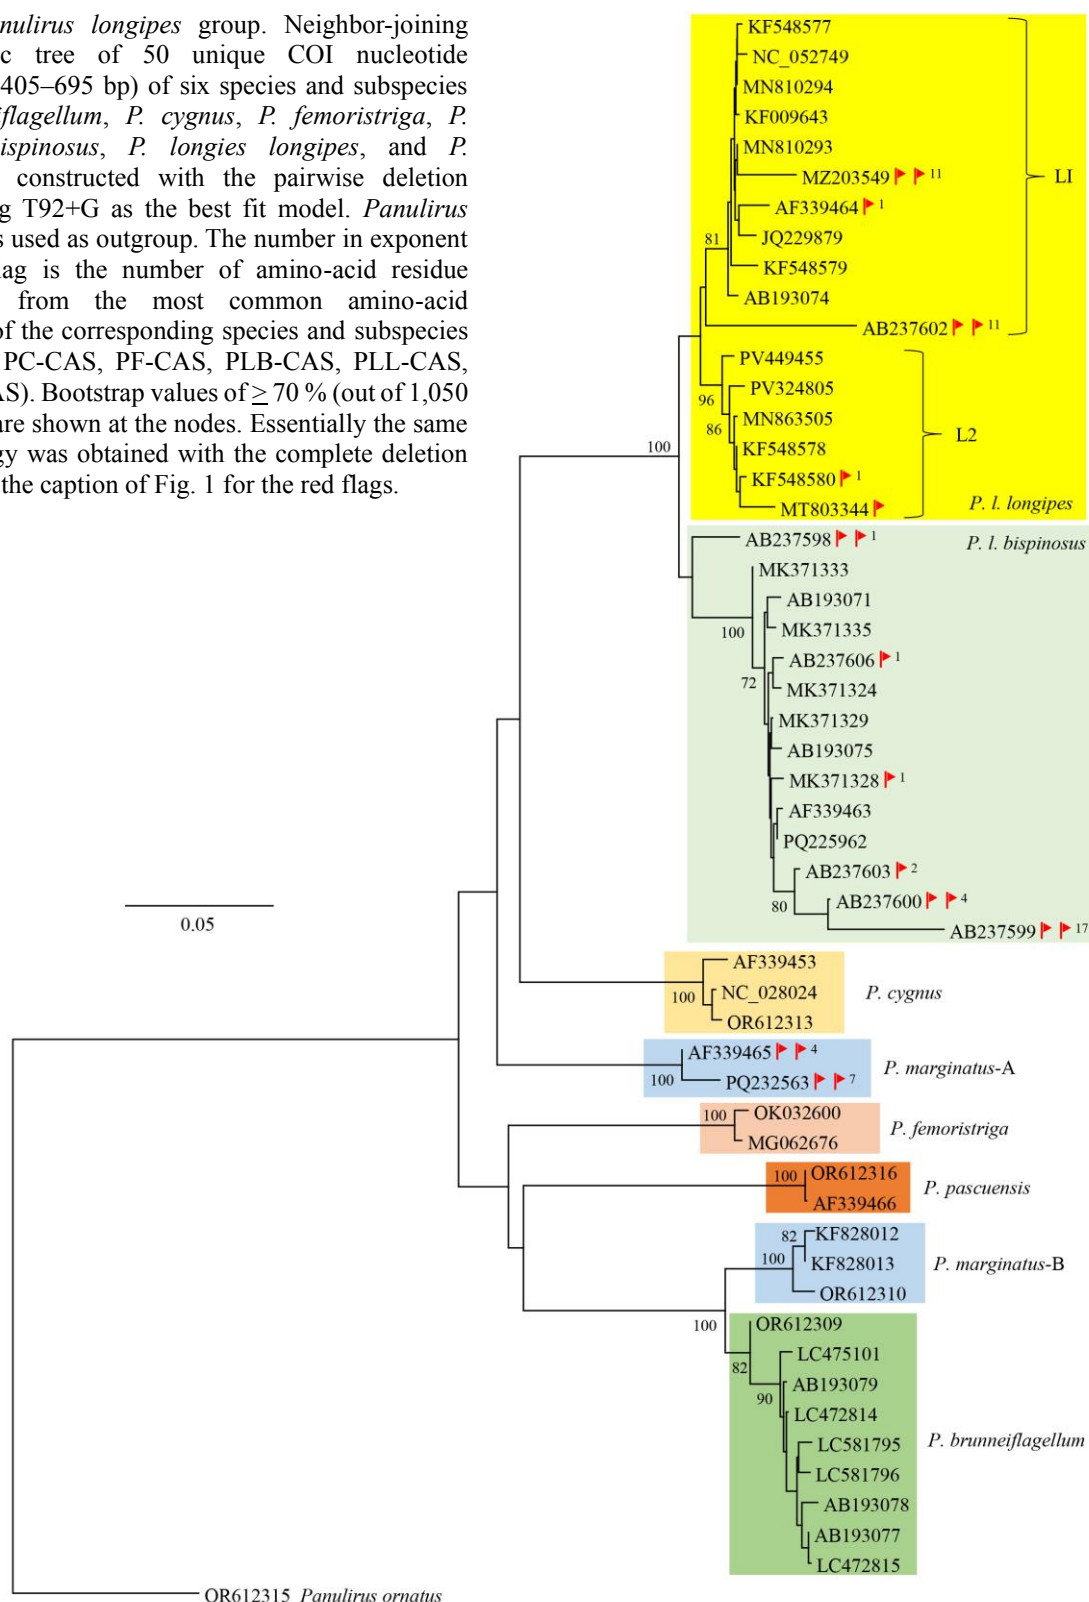 nulirus longipes group. Neighbor-joining
c tree of 50 unique COI nucleotide
405–695 bp) of six species and subspecies
iflagellum, P. cygnus, P. femoristriga, P.
ispinosus, P. longies longipes, and P.
constructed with the pairwise deletion
g T92+G as the best fit model. Panulirus
s used as outgroup. The number in exponent
lag is the number of amino-acid residue
from the most common amino-acid
of the corresponding species and subspecies
PC-CAS, PF-CAS, PLB-CAS, PLL-CAS,
AS). Bootstrap values of ≥ 70 % (out of 1,050
are shown at the nodes. Essentially the same
gy was obtained with the complete deletion
the caption of Fig. 1 for the red flags.
KF548577
NC_052749
MN810294
KF009643
MN810293
MZ203549 11
LI
AF339464 1
JQ229879
81
KF548579
AB193074
AB237602 11
PV449455
PV324805
96
MN863505
86
L2
KF548578
100
KF548580 1
MT803344
P. l. longipes
AB237598 1
P. l. bispinosus
MK371333
AB193071
MK371335
100
AB237606 1
72
MK371324
MK371329
AB193075
MK371328 1
AF339463
PQ225962
AB237603 2
AB237600 4
80
AB237599 17
0.05
AF339453
NC_028024
100
P. cygnus
OR612313
AF339465 4
P. marginatus-A
PQ232563 7
100
OK032600
100
P. femoristriga
MG062676
OR612316
100
P. pascuensis
AF339466
KF828012
82
KF828013
100
P. marginatus-B
OR612310
OR612309
100
LC475101
82
AB193079
90
LC472814
P. brunneiflagellum
LC581795
LC581796
AB193078
AB193077
LC472815
OR612315 Panulirus ornatus